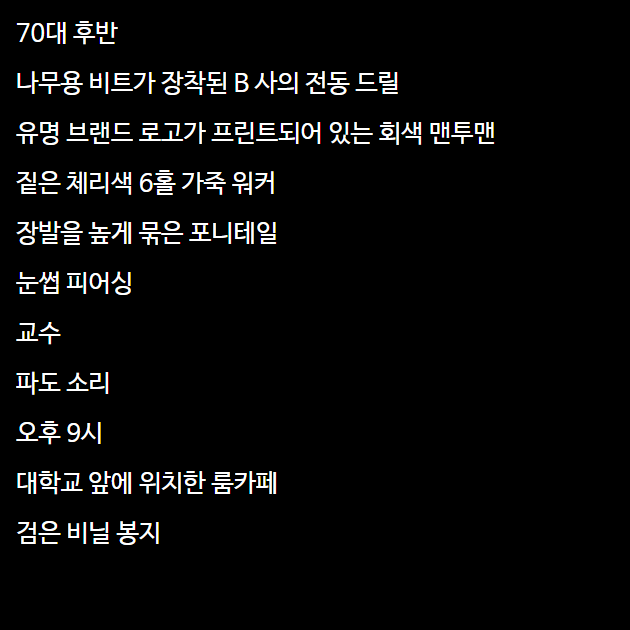 70대 후반
나무용 비트가 장착된 B 사의 전동 드릴
유명 브랜드 로고가 프린트되어 있는 회색 맨투맨
짙은 체리색 6홀 가죽 워커
장발을 높게 묶은 포니테일
눈썹 피어싱
교수
파도 소리
오후 9시
대학교 앞에 위치한 룸카페
검은 비닐 봉지